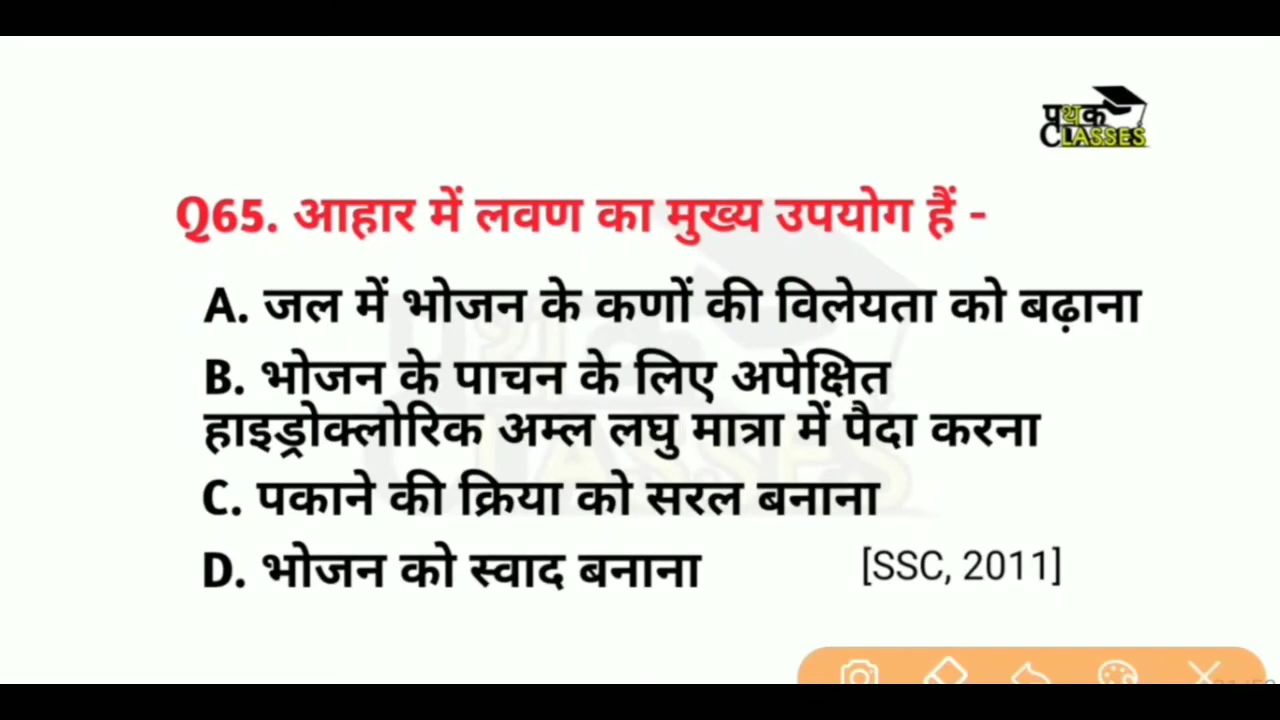 पथक
CLASSES
Q65. आहार में लवण का मुख्य उपयोग हैं -
A. जल में भोजन के कणों की विलेयता को बढ़ाना
B. भोजन के पाचन के लिए अपेक्षित
हाइड्रोक्लोरिक अम्ल लघु मात्रा में पैदा करना
C. पकाने की क्रिया को सरल बनाना
D. भोजन को स्वाद बनाना [SSC, 2011]